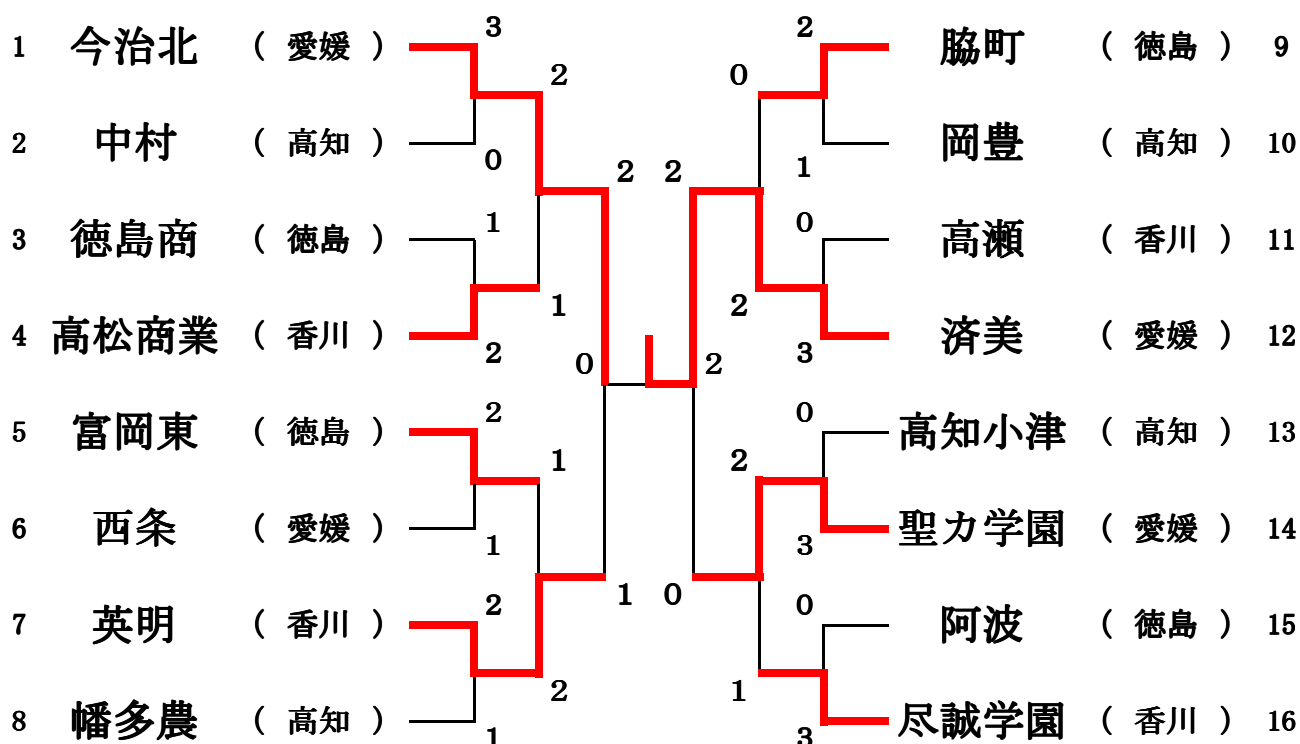 1 今治北 ( 愛媛 ) 3 2 脇町 ( 徳島 ) 9
2 0
2 中村 ( 高知 ) 岡豊 ( 高知 ) 10
0 2 2 1
1 0
3 徳島商 ( 徳島 ) 高瀬 ( 香川 ) 11
1 2
4 高松商業 ( 香川 ) 2 3 済美 ( 愛媛 ) 12
0 2
2 0
5 富岡東 ( 徳島 ) 高知小津 ( 高知 ) 13
1 2
6 西条 ( 愛媛 ) 聖カ学園 ( 愛媛 ) 14
1 3
2 1 0 0
7 英明 ( 香川 ) 阿波 ( 徳島 ) 15
2 1
8 幡多農 ( 高知 ) 1 3 尽誠学園 ( 香川 ) 16